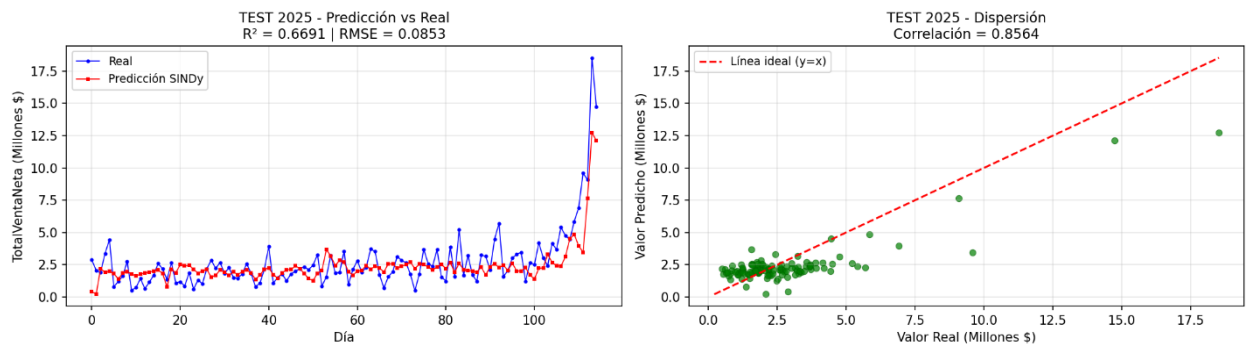 TEST 2025 - Predicción vs Real
R² = 0.6691 | RMSE = 0.0853
Real
Predicción SINDy
TotalVentaNeta (Millones $)
17.5
15.0
12.5
10.0
7.5
5.0
2.5
0.0
0 20 40 60 80 100
Día
TEST 2025 - Dispersión
Correlación = 0.8564
Línea ideal (y=x)
Valor Predicho (Millones $)
17.5
15.0
12.5
10.0
7.5
5.0
2.5
0.0
0.0 2.5 5.0 7.5 10.0 12.5 15.0 17.5
Valor Real (Millones $)